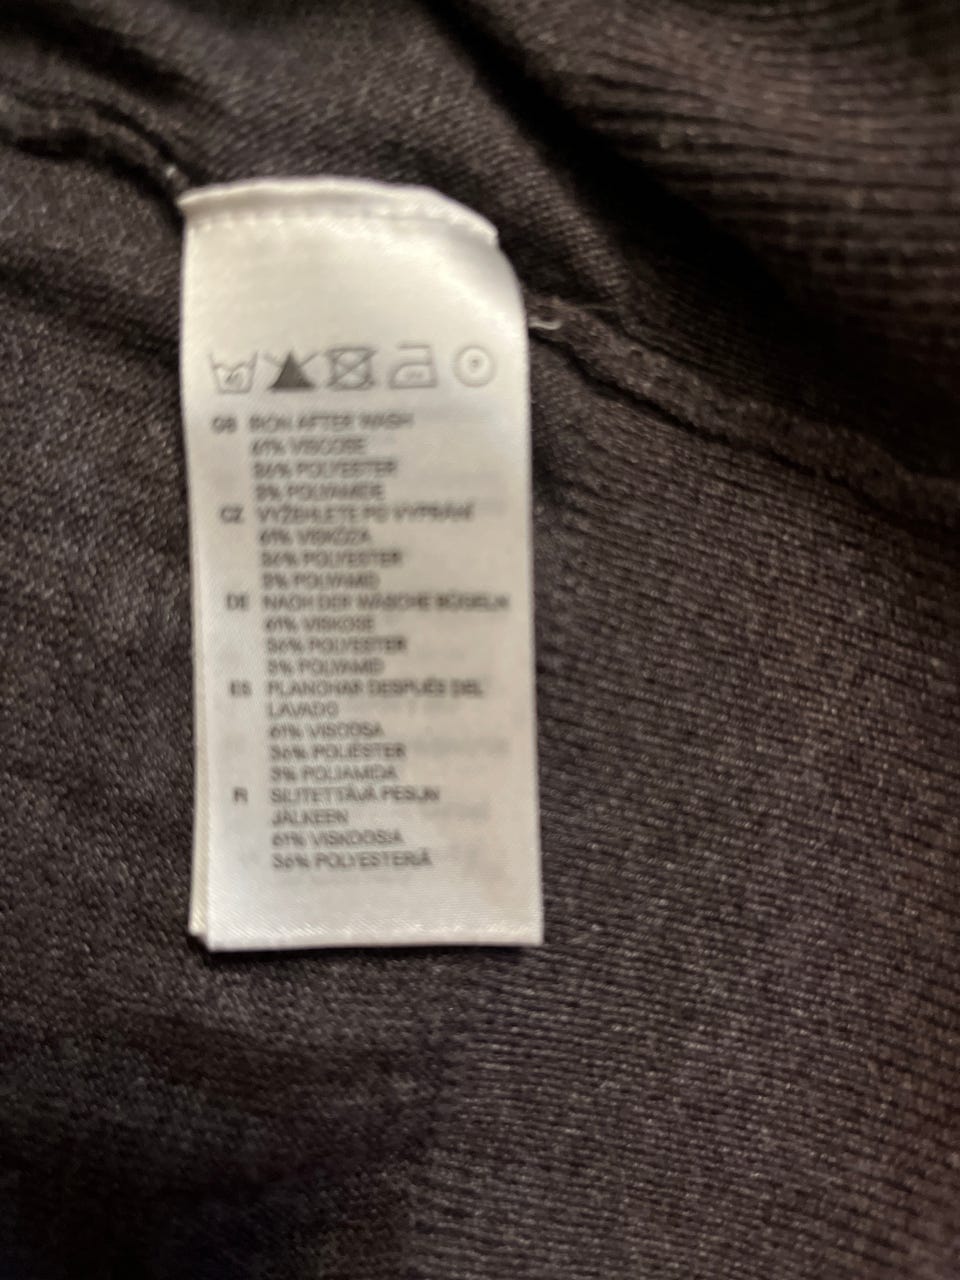 GB IRON AFTER WASH
61% VISCOSE
36% POLYESTER
3% POLYAMIDE
CZ VYŽEHLETE PO VYPRÁNÍ
61% VISKÓZA
36% POLYESTER
3% POLYAMID
DE NACH DER WÄSCHE BÜGELN
61% VISKOSE
36% POLYESTER
3% POLYAMID
ES PLANCHAR DESPUÉS DEL
LAVADO
61% VISCOSA
36% POLIÉSTER
3% POLIAMIDA
FI SILITETTÄVÄ PESUN
JÄLKEEN
61% VISKOOSIA
36% POLYESTERIÄ